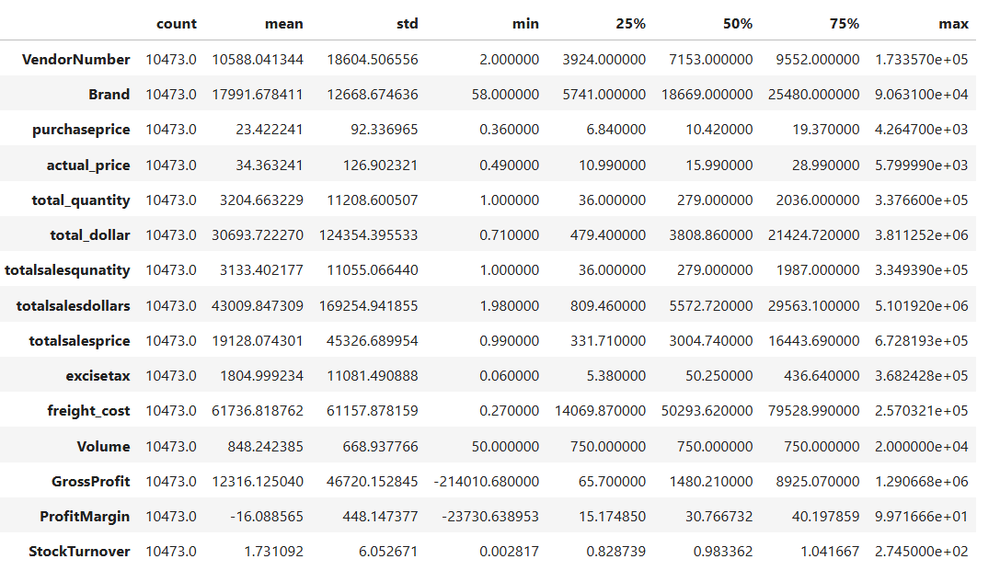 count mean std min 25% 50% 75% max
VendorNumber 10473.0 10588.041344 18604.506556 2.000000 3924.000000 7153.000000 9552.000000 1.733570e+05
Brand 10473.0 17991.678411 12668.674636 58.000000 5741.000000 18669.000000 25480.000000 9.063100e+04
purchaseprice 10473.0 23.422241 92.336965 0.360000 6.840000 10.420000 19.370000 4.264700e+03
actual_price 10473.0 34.363241 126.902321 0.490000 10.990000 15.990000 28.990000 5.799990e+03
total_quantity 10473.0 3204.663229 11208.600507 1.000000 36.000000 279.000000 2036.000000 3.376600e+05
total_dollar 10473.0 30693.722270 124354.395533 0.710000 479.400000 3808.860000 21424.720000 3.811252e+06
totalsalesqunatity 10473.0 3133.402177 11055.066440 1.000000 36.000000 279.000000 1987.000000 3.349390e+05
totalsalesdollars 10473.0 43009.847309 169254.941855 1.980000 809.460000 5572.720000 29563.100000 5.101920e+06
totalsalesprice 10473.0 19128.074301 45326.689954 0.990000 331.710000 3004.740000 16443.690000 6.728193e+05
excisetax 10473.0 1804.999234 11081.490888 0.060000 5.380000 50.250000 436.640000 3.682428e+05
freight_cost 10473.0 61736.818762 61157.878159 0.270000 14069.870000 50293.620000 79528.990000 2.570321e+05
Volume 10473.0 848.242385 668.937766 50.000000 750.000000 750.000000 750.000000 2.000000e+04
GrossProfit 10473.0 12316.125040 46720.152845 -214010.680000 65.700000 1480.210000 8925.070000 1.290668e+06
ProfitMargin 10473.0 -16.088565 448.147377 -23730.638953 15.174850 30.766732 40.197859 9.971666e+01
StockTurnover 10473.0 1.731092 6.052671 0.002817 0.828739 0.983362 1.041667 2.745000e+02